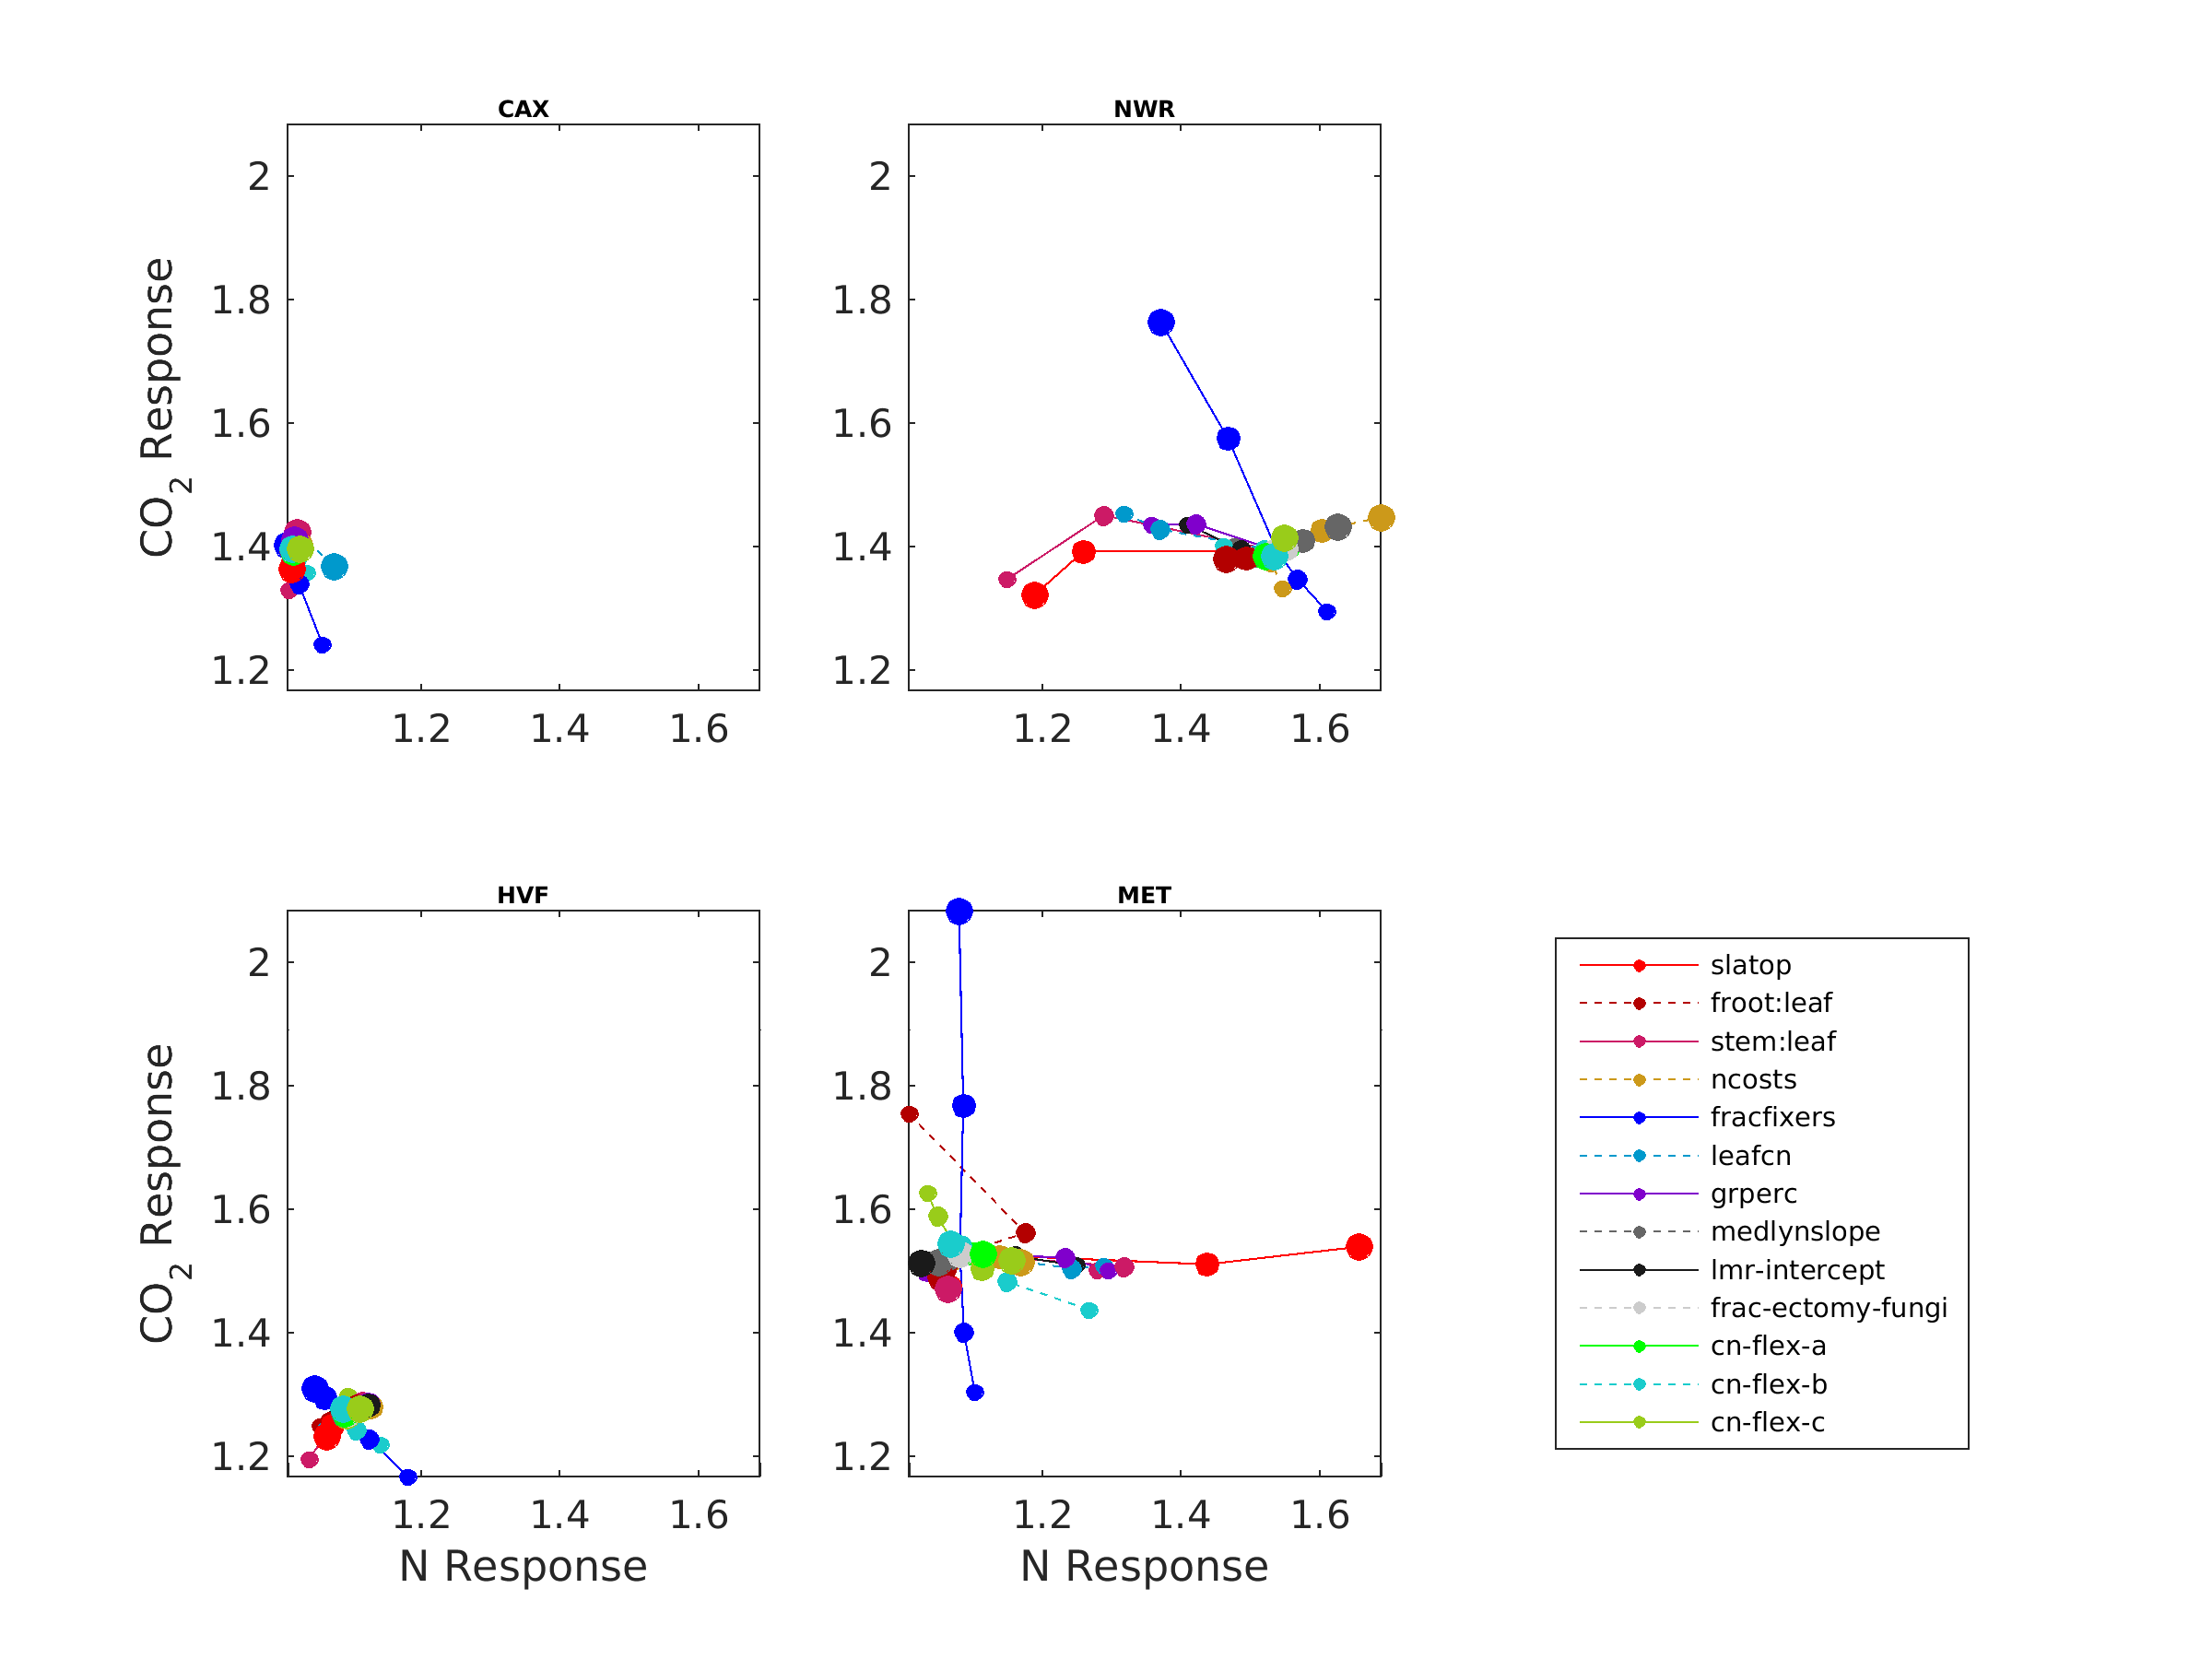 CAX
NWR
2
1.8
1.6
1.4
1.2
CO2 Response
1.2 1.4 1.6
2
1.8
1.6
1.4
1.2
1.2 1.4 1.6
HVF
MET
2
1.8
1.6
1.4
1.2
CO2 Response
1.2 1.4 1.6
N Response
2
1.8
1.6
1.4
1.2
1.2 1.4 1.6
N Response
slatop
froot:leaf
stem:leaf
ncosts
fracfixers
leafcn
grperc
medlynslope
lmr-intercept
frac-ectomy-fungi
cn-flex-a
cn-flex-b
cn-flex-c